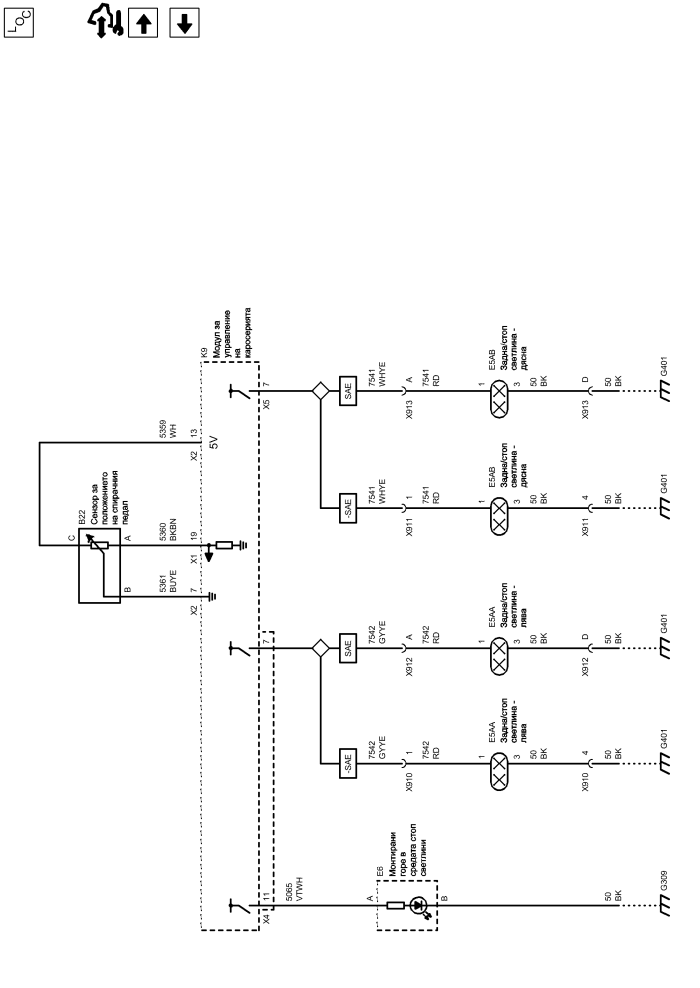 LOC
K9
Модул за
управление
на
каросерията
B22
Сензор за
положението
на спирачния
педал
C
A
B
5359
WH
X2 13
5V
5360
BKBN
X1 19
5361
BUYE
X2 7
X5 7
7
X4 11
SAE
7541
WHYE
X913 A
7541
RD
1
E5AB
Задна/стоп
светлина -
дясна
3
50
BK
X913 D
50
BK
G401
-SAE
7541
WHYE
X911 1
7541
RD
1
E5AB
Задна/стоп
светлина -
дясна
3
50
BK
X911 4
50
BK
G401
SAE
7542
GYYE
X912 A
7542
RD
1
E5AA
Задна/стоп
светлина -
лява
3
50
BK
X912 D
50
BK
G401
-SAE
7542
GYYE
X910 1
7542
RD
1
E5AA
Задна/стоп
светлина -
лява
3
50
BK
X910 4
50
BK
G401
5065
VTWH
A
E6
Монтирани
горе в
средата стоп
светлини
B
50
BK
G309